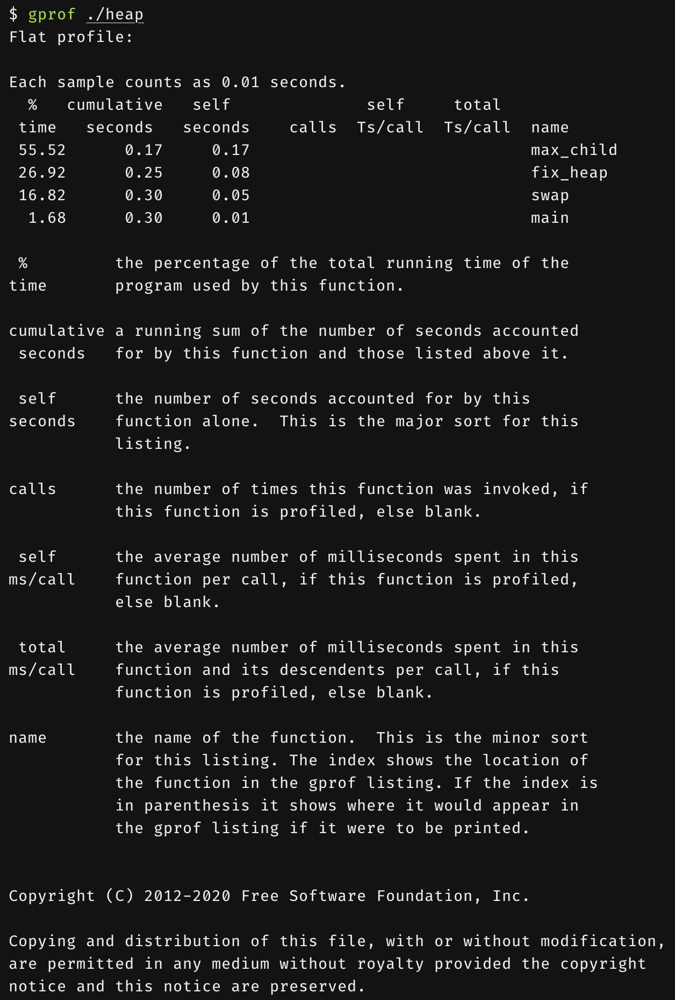 $ gprof ./heap
Flat profile:

Each sample counts as 0.01 seconds.
  %   cumulative   self              self     total
 time   seconds   seconds    calls  Ts/call  Ts/call  name
 55.52      0.17     0.17                             max_child
 26.92      0.25     0.08                             fix_heap
 16.82      0.30     0.05                             swap
  1.68      0.30     0.01                             main

 %         the percentage of the total running time of the
time       program used by this function.

cumulative a running sum of the number of seconds accounted
 seconds   for by this function and those listed above it.

 self      the number of seconds accounted for by this
seconds    function alone.  This is the major sort for this
           listing.

calls      the number of times this function was invoked, if
           this function is profiled, else blank.

 self      the average number of milliseconds spent in this
ms/call    function per call, if this function is profiled,
           else blank.

 total     the average number of milliseconds spent in this
ms/call    function and its descendents per call, if this
           function is profiled, else blank.

name       the name of the function.  This is the minor sort
           for this listing. The index shows the location of
           the function in the gprof listing. If the index is
           in parenthesis it shows where it would appear in
           the gprof listing if it were to be printed.


Copyright (C) 2012-2020 Free Software Foundation, Inc.

Copying and distribution of this file, with or without modification,
are permitted in any medium without royalty provided the copyright
notice and this notice are preserved.